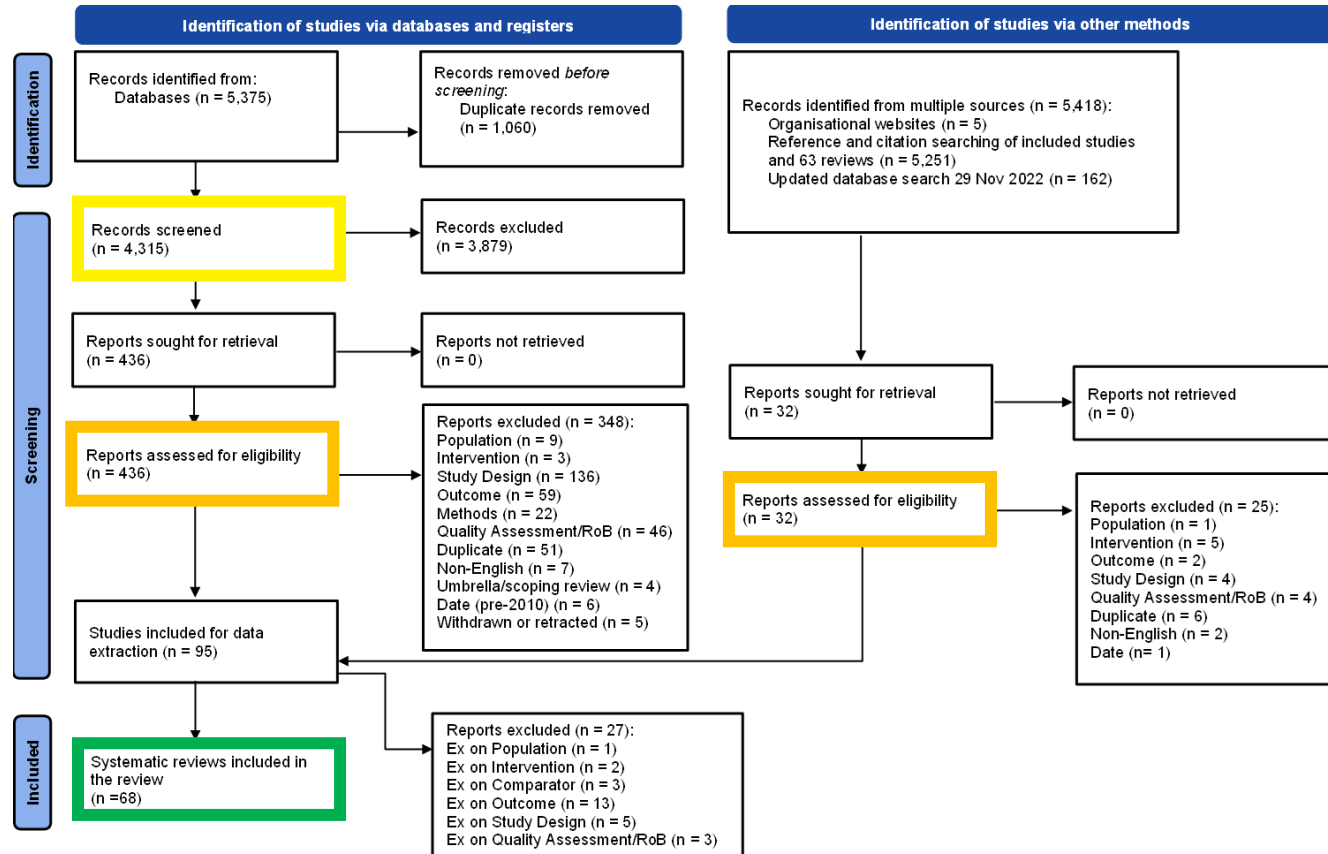 Identification of studies via databases and registers
Identification of studies via other methods
Identification
Records identified from:
Databases (n = 5,375)
Records removed before
screening:
Duplicate records removed
(n = 1,060)
Records identified from multiple sources (n = 5,418):
Organisational websites (n = 5)
Reference and citation searching of included studies
and 63 reviews (n = 5,251)
Updated database search 29 Nov 2022 (n = 162)
Screening
Records screened
(n = 4,315)
Records excluded
(n = 3,879)
Reports sought for retrieval
(n = 436)
Reports not retrieved
(n = 0)
Reports sought for retrieval
(n = 32)
Reports not retrieved
(n = 0)
Reports assessed for eligibility
(n = 436)
Reports excluded (n = 348):
Population (n = 9)
Intervention (n = 3)
Study Design (n = 136)
Outcome (n = 59)
Methods (n = 22)
Quality Assessment/RoB (n = 46)
Duplicate (n = 51)
Non-English (n = 7)
Umbrella/scoping review (n = 4)
Date (pre-2010) (n = 6)
Withdrawn or retracted (n = 5)
Reports assessed for eligibility
(n = 32)
Reports excluded (n = 25):
Population (n = 1)
Intervention (n = 5)
Outcome (n = 2)
Study Design (n = 4)
Quality Assessment/RoB (n = 4)
Duplicate (n = 6)
Non-English (n = 2)
Date (n= 1)
Studies included for data
extraction (n = 95)
Included
Systematic reviews included in
the review
(n =68)
Reports excluded (n = 27):
Ex on Population (n = 1)
Ex on Intervention (n = 2)
Ex on Comparator (n = 3)
Ex on Outcome (n = 13)
Ex on Study Design (n = 5)
Ex on Quality Assessment/RoB (n = 3)